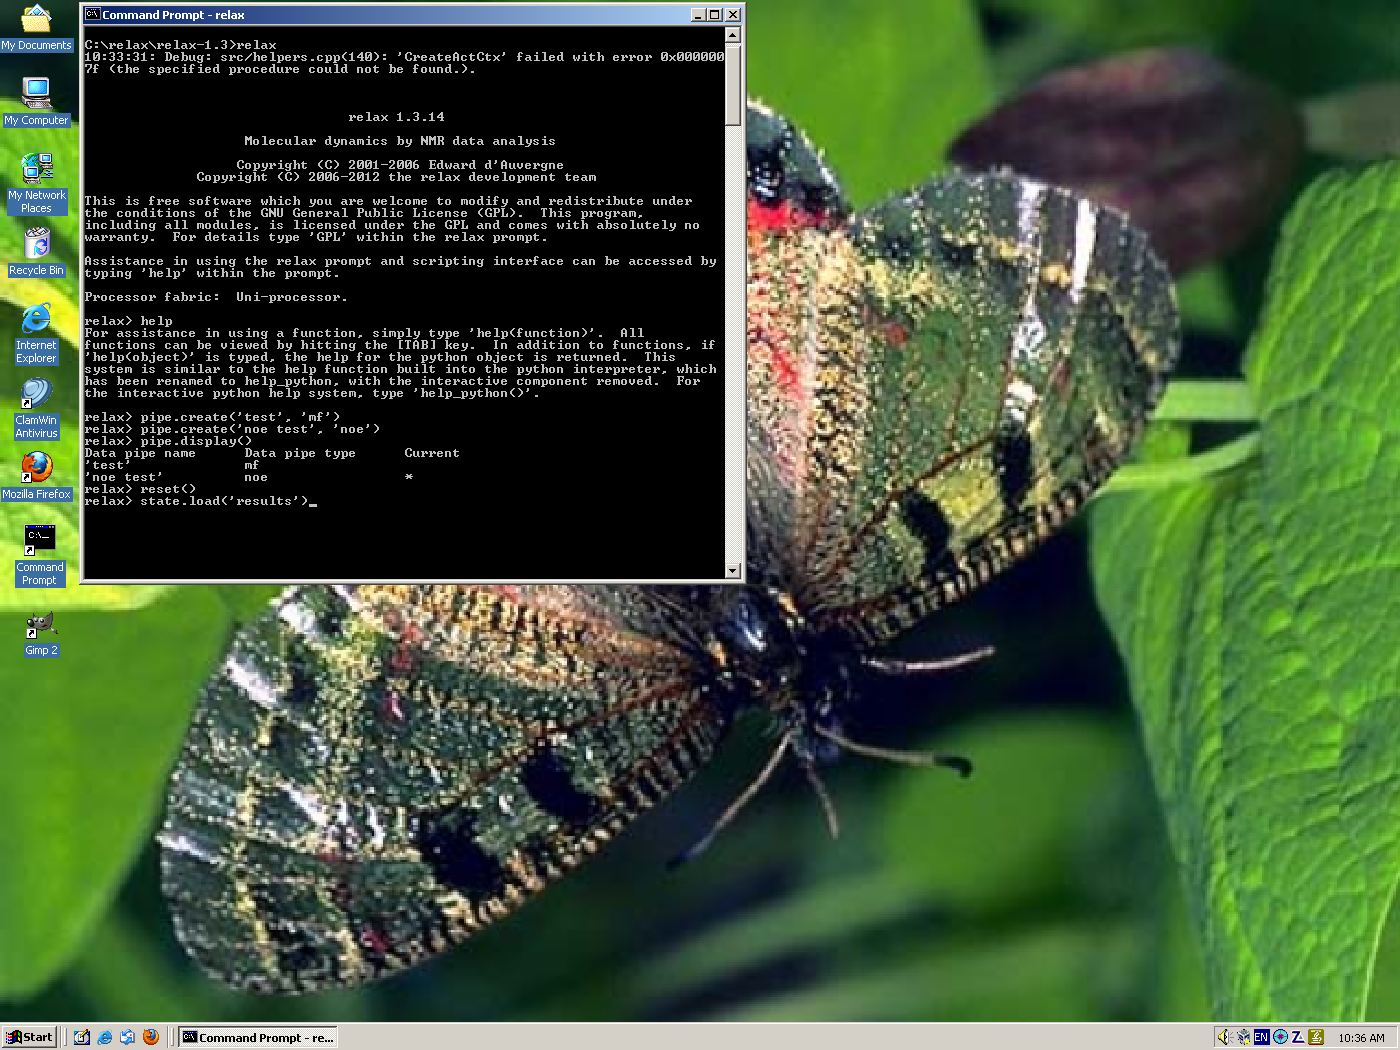 My Documents
My Computer
My Network
Places
Recycle Bin
Internet
Explorer
ClamWin
Antivirus
Mozilla Firefox
C:\_
Command
Prompt
Gimp 2
Command Prompt - relax
C:\relax\relax-1.3>relax
10:33:31: Debug: src/helpers.cpp(140): 'CreateActCtx' failed with error 0x000000
7f (the specified procedure could not be found.).
relax 1.3.14
Molecular dynamics by NMR data analysis
Copyright (C) 2001-2006 Edward d'Auvergne
Copyright (C) 2006-2012 the relax development team
This is free software which you are welcome to modify and redistribute under
the conditions of the GNU General Public License (GPL).  This program,
including all modules, is licensed under the GPL and comes with absolutely no
warranty.  For details type 'GPL' within the relax prompt.
Assistance in using the relax prompt and scripting interface can be accessed by
typing 'help' within the prompt.
Processor fabric:  Uni-processor.
relax> help
For assistance in using a function, simply type 'help(function)'.  All
functions can be viewed by hitting the [TAB] key.  In addition to functions, if
'help(object)' is typed, the help for the python object is returned.  This
system is similar to the help function built into the python interpreter, which
has been renamed to help_python, with the interactive component removed.  For
the interactive python help system, type 'help_python()'.
relax> pipe.create('test', 'mf')
relax> pipe.create('noe test', 'noe')
relax> pipe.display()
Data pipe name      Data pipe type      Current
'test'              mf
'noe test'          noe                 *
relax> reset()
relax> state.load('results')_
Start
Command Prompt - re...
EN
10:36 AM